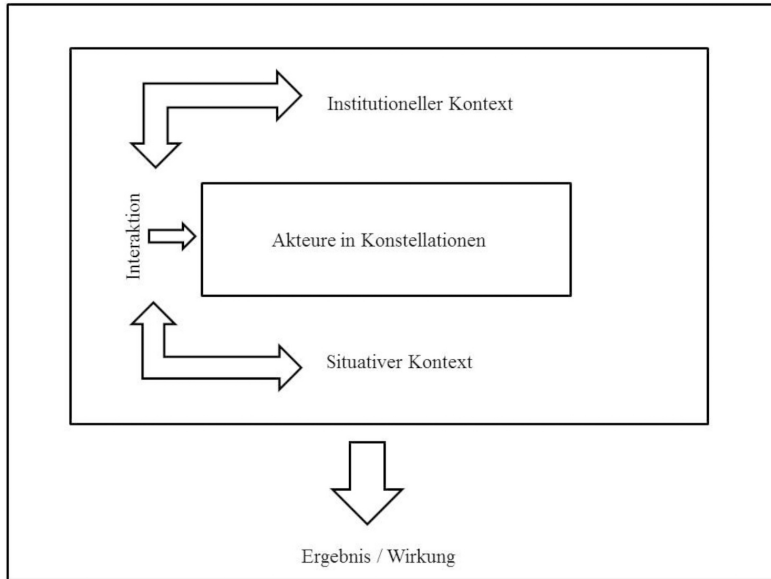 Institutioneller Kontext
Interaktion
Akteure in Konstellationen
Situativer Kontext
Ergebnis / Wirkung